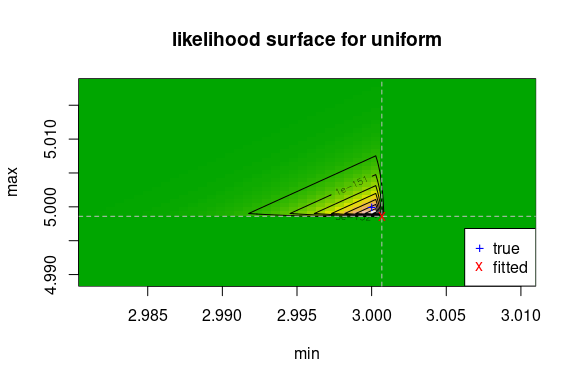 likelihood surface for uniform
max
5.010
5.000
4.990
1e-151
+ true
x fitted
2.985 2.990 2.995 3.000 3.005 3.010
min